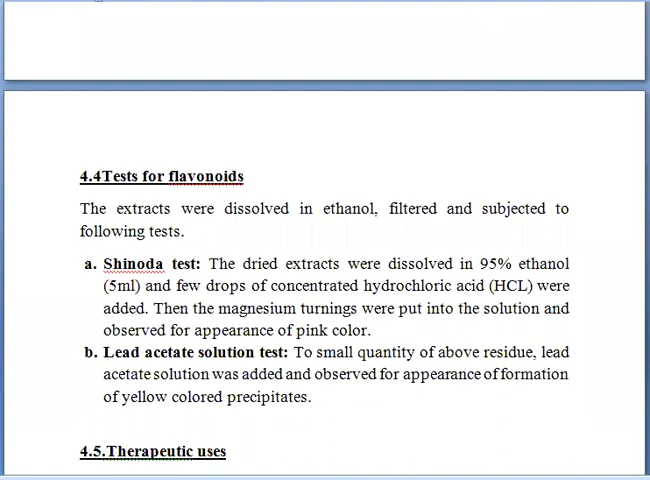 4.4Tests for flavonoids
The extracts were dissolved in ethanol, filtered and subjected to
following tests.
a. Shinoda test: The dried extracts were dissolved in 95% ethanol
(5ml) and few drops of concentrated hydrochloric acid (HCL) were
added. Then the magnesium turnings were put into the solution and
observed for appearance of pink color.
b. Lead acetate solution test: To small quantity of above residue, lead
acetate solution was added and observed for appearance of formation
of yellow colored precipitates.
4.5.Therapeutic uses